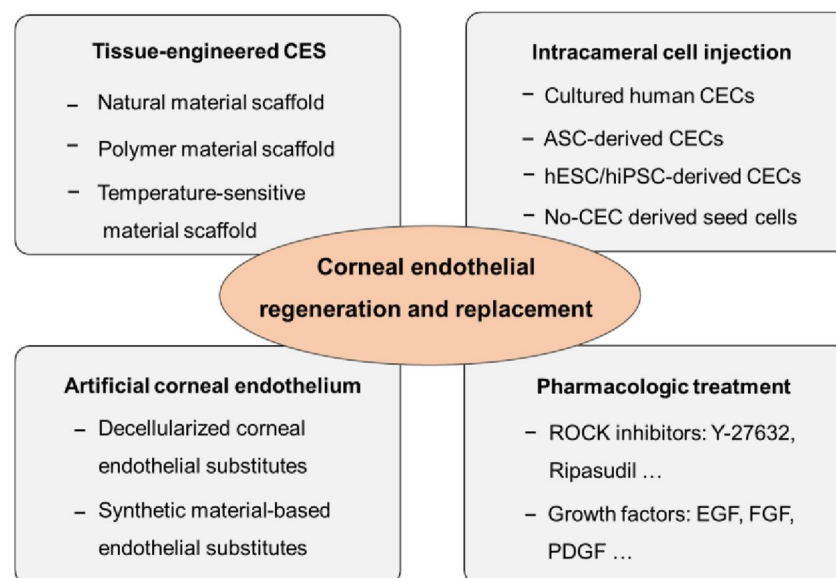 Tissue-engineered CES
– Natural material scaffold
– Polymer material scaffold
– Temperature-sensitive
material scaffold
Intracameral cell injection
– Cultured human CECs
– ASC-derived CECs
– hESC/hiPSC-derived CECs
– No-CEC derived seed cells
Corneal endothelial
regeneration and replacement
Artificial corneal endothelium
– Decellularized corneal
endothelial substitutes
– Synthetic material-based
endothelial substitutes
Pharmacologic treatment
– ROCK inhibitors: Y-27632,
Ripasudil …
– Growth factors: EGF, FGF,
PDGF …